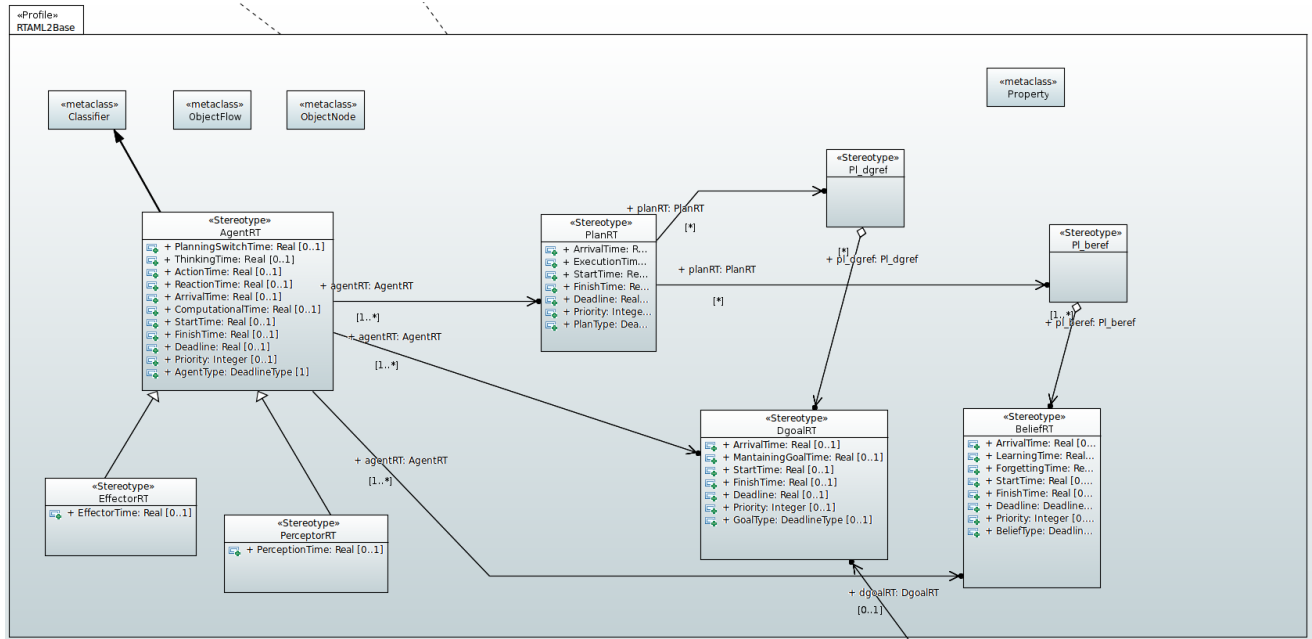 «Profile»
RTAML2Base
«metaclass»
Classifier
«metaclass»
ObjectFlow
«metaclass»
ObjectNode
«metaclass»
Property
«Stereotype»
AgentRT
+ PlanningSwitchTime: Real [0..1]
+ ThinkingTime: Real [0..1]
+ ActionTime: Real [0..1]
+ ReactionTime: Real [0..1]
+ ArrivalTime: Real [0..1]
+ ComputationalTime: Real [0..1]
+ StartTime: Real [0..1]
+ FinishTime: Real [0..1]
+ Deadline: Real [0..1]
+ Priority: Integer [0..1]
+ AgentType: DeadlineType [1]
«Stereotype»
PlanRT
+ ArrivalTime: R...
+ ExecutionTim...
+ StartTime: Re...
+ FinishTime: Re...
+ Deadline: Real...
+ Priority: Intege...
+ PlanType: Dea...
«Stereotype»
Pl_dgref
«Stereotype»
Pl_beref
+ planRT: PlanRT
[*]
+ planRT: PlanRT
[*]
[*]
+ pl_dgref: Pl_dgref
[1..*]
+ pl_beref: Pl_beref
+ agentRT: AgentRT
[1..*]
+ agentRT: AgentRT
[1..*]
+ agentRT: AgentRT
[1..*]
«Stereotype»
EffectorRT
+ EffectorTime: Real [0..1]
«Stereotype»
PerceptorRT
+ PerceptionTime: Real [0..1]
«Stereotype»
DgoalRT
+ ArrivalTime: Real [0..1]
+ MantainingGoalTime: Real [0..1]
+ StartTime: Real [0..1]
+ FinishTime: Real [0..1]
+ Deadline: Real [0..1]
+ Priority: Integer [0..1]
+ GoalType: DeadlineType [0..1]
«Stereotype»
BeliefRT
+ ArrivalTime: Real [0...
+ LearningTime: Real...
+ ForgettingTime: Re...
+ StartTime: Real [0....
+ FinishTime: Real [0...
+ Deadline: Deadline...
+ Priority: Integer [0....
+ BeliefType: Deadlin...
+ dgoalRT: DgoalRT
[0..1]